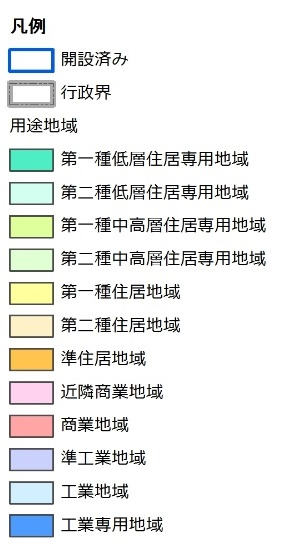 凡例
開設済み
行政界
用途地域
第一種低層住居専用地域
第二種低層住居専用地域
第一種中高層住居専用地域
第二種中高層住居専用地域
第一種住居地域
第二種住居地域
準住居地域
近隣商業地域
商業地域
準工業地域
工業地域
工業専用地域